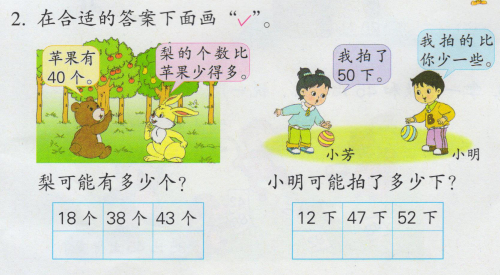 2. 在合适的答案下面画“✓”。
苹果有
40个。
梨的个数比
苹果少得多。
我拍了
50下。
我拍的比
你少一些。
小芳
小明
梨可能有多少个?
小明可能拍了多少下?
18个 38个 43个
12下 47下 52下